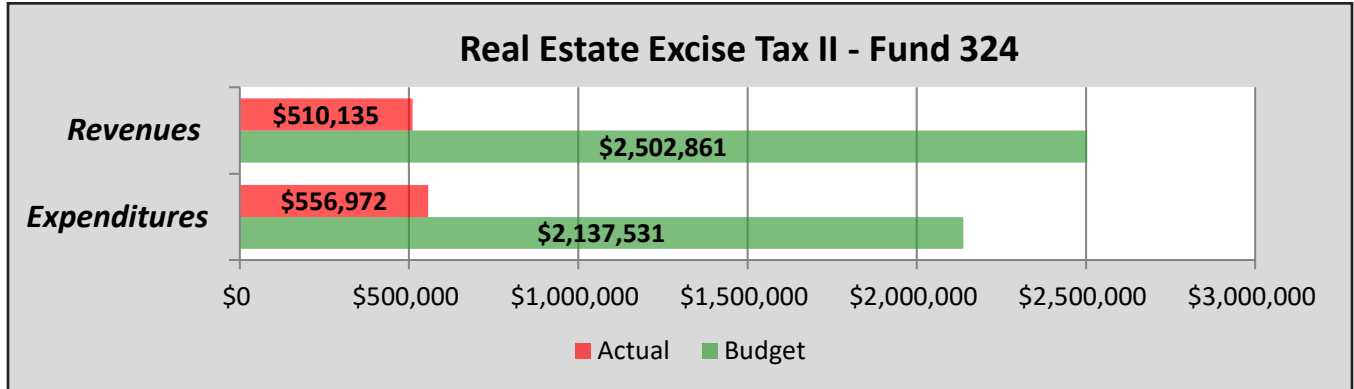 Real Estate Excise Tax II - Fund 324
Revenues
$510,135
$2,502,861
Expenditures
$556,972
$2,137,531
$0 $500,000 $1,000,000 $1,500,000 $2,000,000 $2,500,000 $3,000,000
Actual Budget